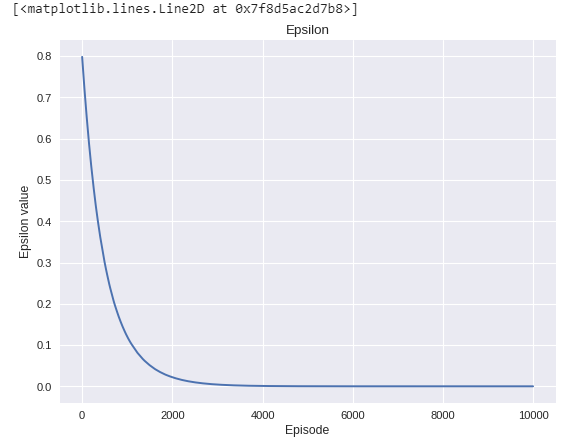 [<matplotlib.lines.Line2D at 0x7f8d5ac2d7b8>]
Epsilon
0.8
0.7
0.6
0.5
0.4
0.3
0.2
0.1
0.0
Epsilon value
0 2000 4000 6000 8000 10000
Episode